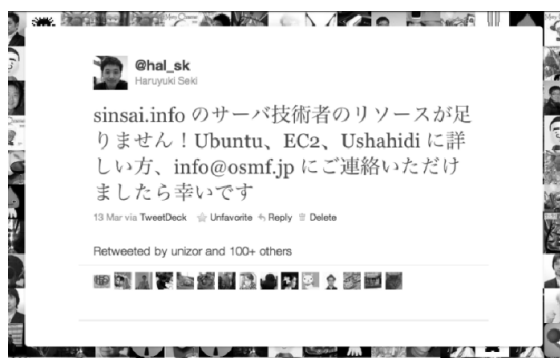 @hal_sk
Haruyuki Seki
sinsai.info のサーバ技術者のリソースが足
りません！Ubuntu、EC2、Ushahidi に詳
しい方、info@osmf.jp にご連絡いただけ
ましたら幸いです
13 Mar via TweetDeck Unfavorite Reply Delete
Retweeted by unizor and 100+ others